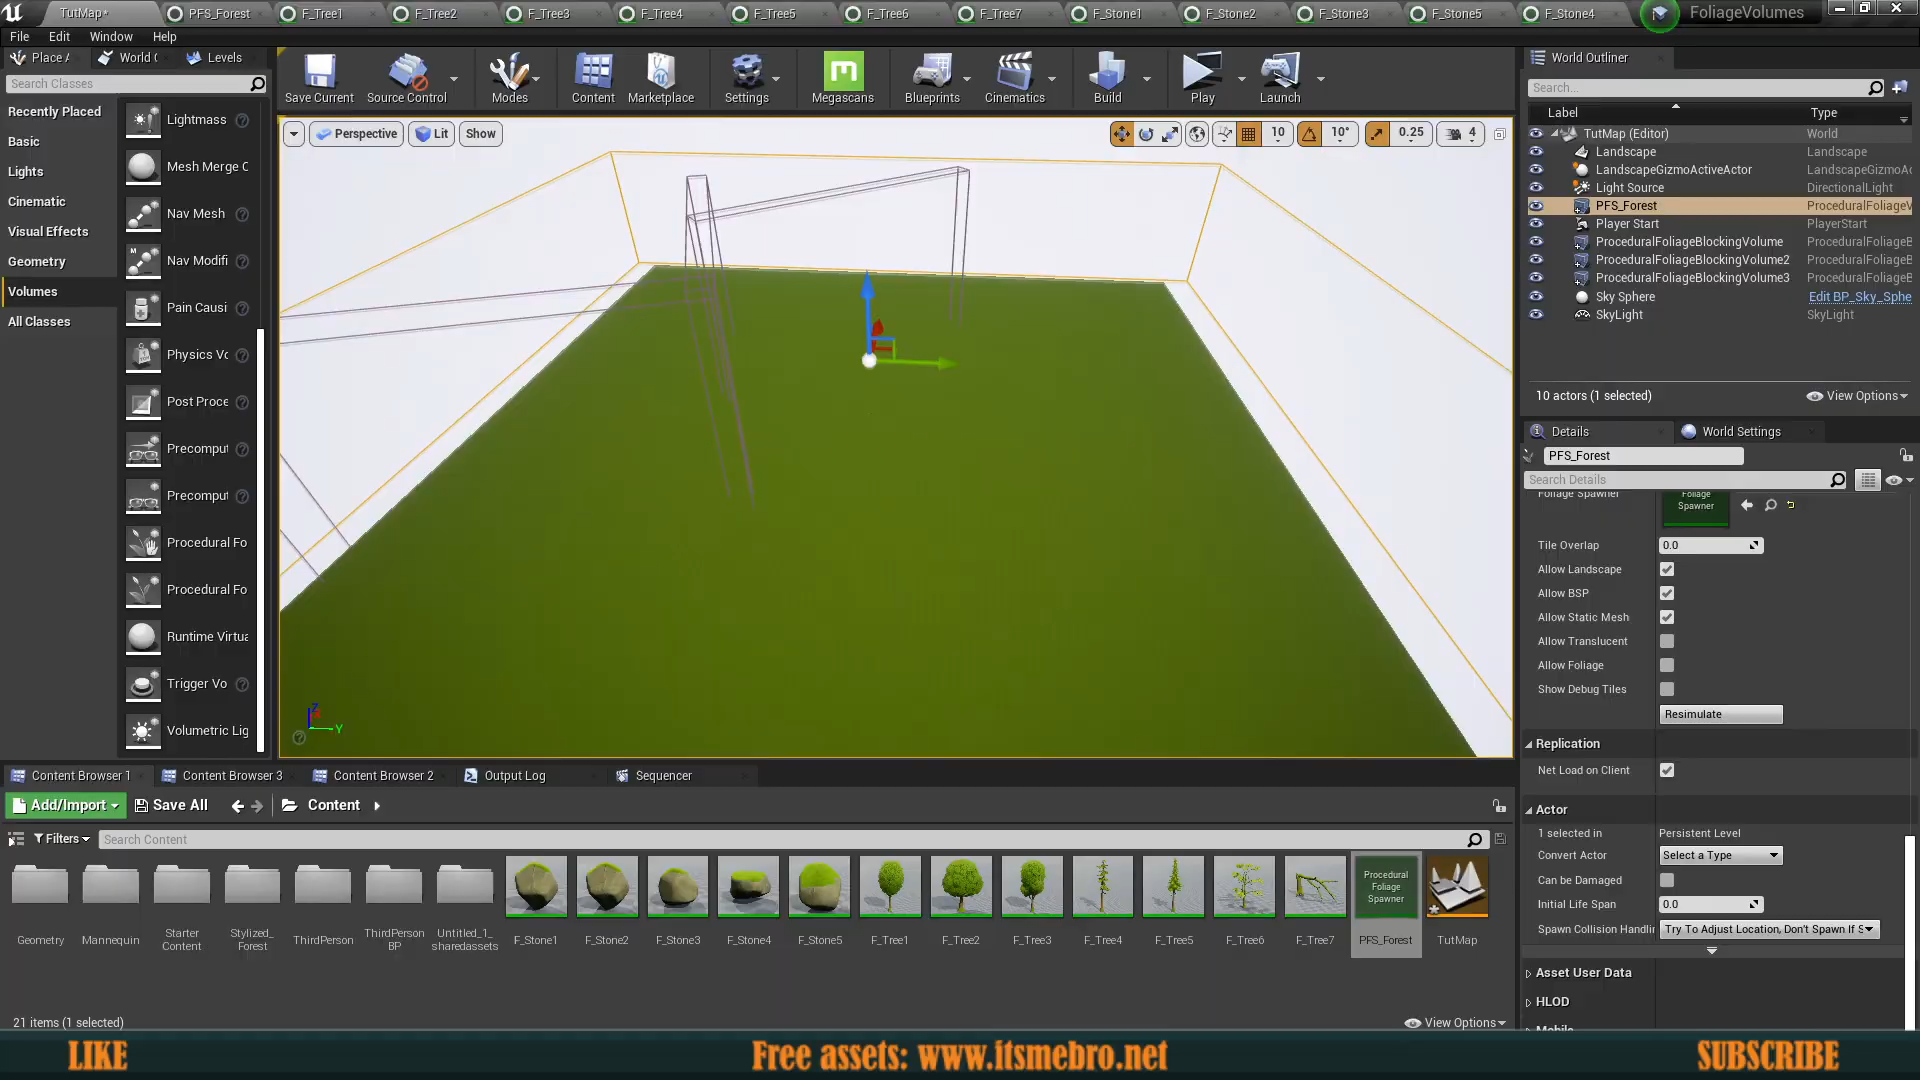 TutMap*
PFS_Forest
F_Tree1
F_Tree2
F_Tree3
F_Tree4
F_Tree5
F_Tree6
F_Tree7
F_Stone1
F_Stone2
F_Stone3
F_Stone5
F_Stone4
FoliageVolumes
File Edit Window Help
Place A
World C
Levels
Search Classes
Recently Placed
Basic
Lights
Cinematic
Visual Effects
Geometry
Volumes
All Classes
Lightmass
Mesh Merge C
Nav Mesh
Nav Modifi
Pain Causi
Physics Vo
Post Proce
Precomput
Precomput
Procedural Fo
Procedural Fo
Runtime Virtua
Trigger Vo
Volumetric Lig
Save Current
Source Control
Modes
Content
Marketplace
Settings
Megascans
Blueprints
Cinematics
Build
Play
Launch
Perspective
Lit
Show
10
10°
0.25
4
Z
Y
World Outliner
Search...
Label Type
TutMap (Editor) World
Landscape Landscape
LandscapeGizmoActiveActor LandscapeGizmoAc
Light Source DirectionalLight
PFS_Forest ProceduralFoliageV
Player Start PlayerStart
ProceduralFoliageBlockingVolume ProceduralFoliageB
ProceduralFoliageBlockingVolume2 ProceduralFoliageB
ProceduralFoliageBlockingVolume3 ProceduralFoliageB
Sky Sphere Edit BP_Sky_Sphe
SkyLight SkyLight
10 actors (1 selected)
View Options
Details
World Settings
PFS_Forest
Search Details
Foliage Spawner
Foliage
Spawner
Tile Overlap 0.0
Allow Landscape
Allow BSP
Allow Static Mesh
Allow Translucent
Allow Foliage
Show Debug Tiles
Resimulate
Replication
Net Load on Client
Actor
1 selected in Persistent Level
Convert Actor Select a Type
Can be Damaged
Initial Life Span 0.0
Spawn Collision Handlin Try To Adjust Location, Don't Spawn If S
Asset User Data
HLOD
Mobile
Content Browser 1
Content Browser 3
Content Browser 2
Output Log
Sequencer
Add/Import
Save All
Content
Filters
Search Content
Procedural
Foliage
Spawner
Geometry
Mannequin
Starter
Content
Stylized_
Forest
ThirdPerson
ThirdPerson
BP
Untitled_1_
sharedassets
F_Stone1
F_Stone2
F_Stone3
F_Stone4
F_Stone5
F_Tree1
F_Tree2
F_Tree3
F_Tree4
F_Tree5
F_Tree6
F_Tree7
PFS_Forest
TutMap
21 items (1 selected)
View Options
LIKE
Free assets: www.itsmebro.net
SUBSCRIBE